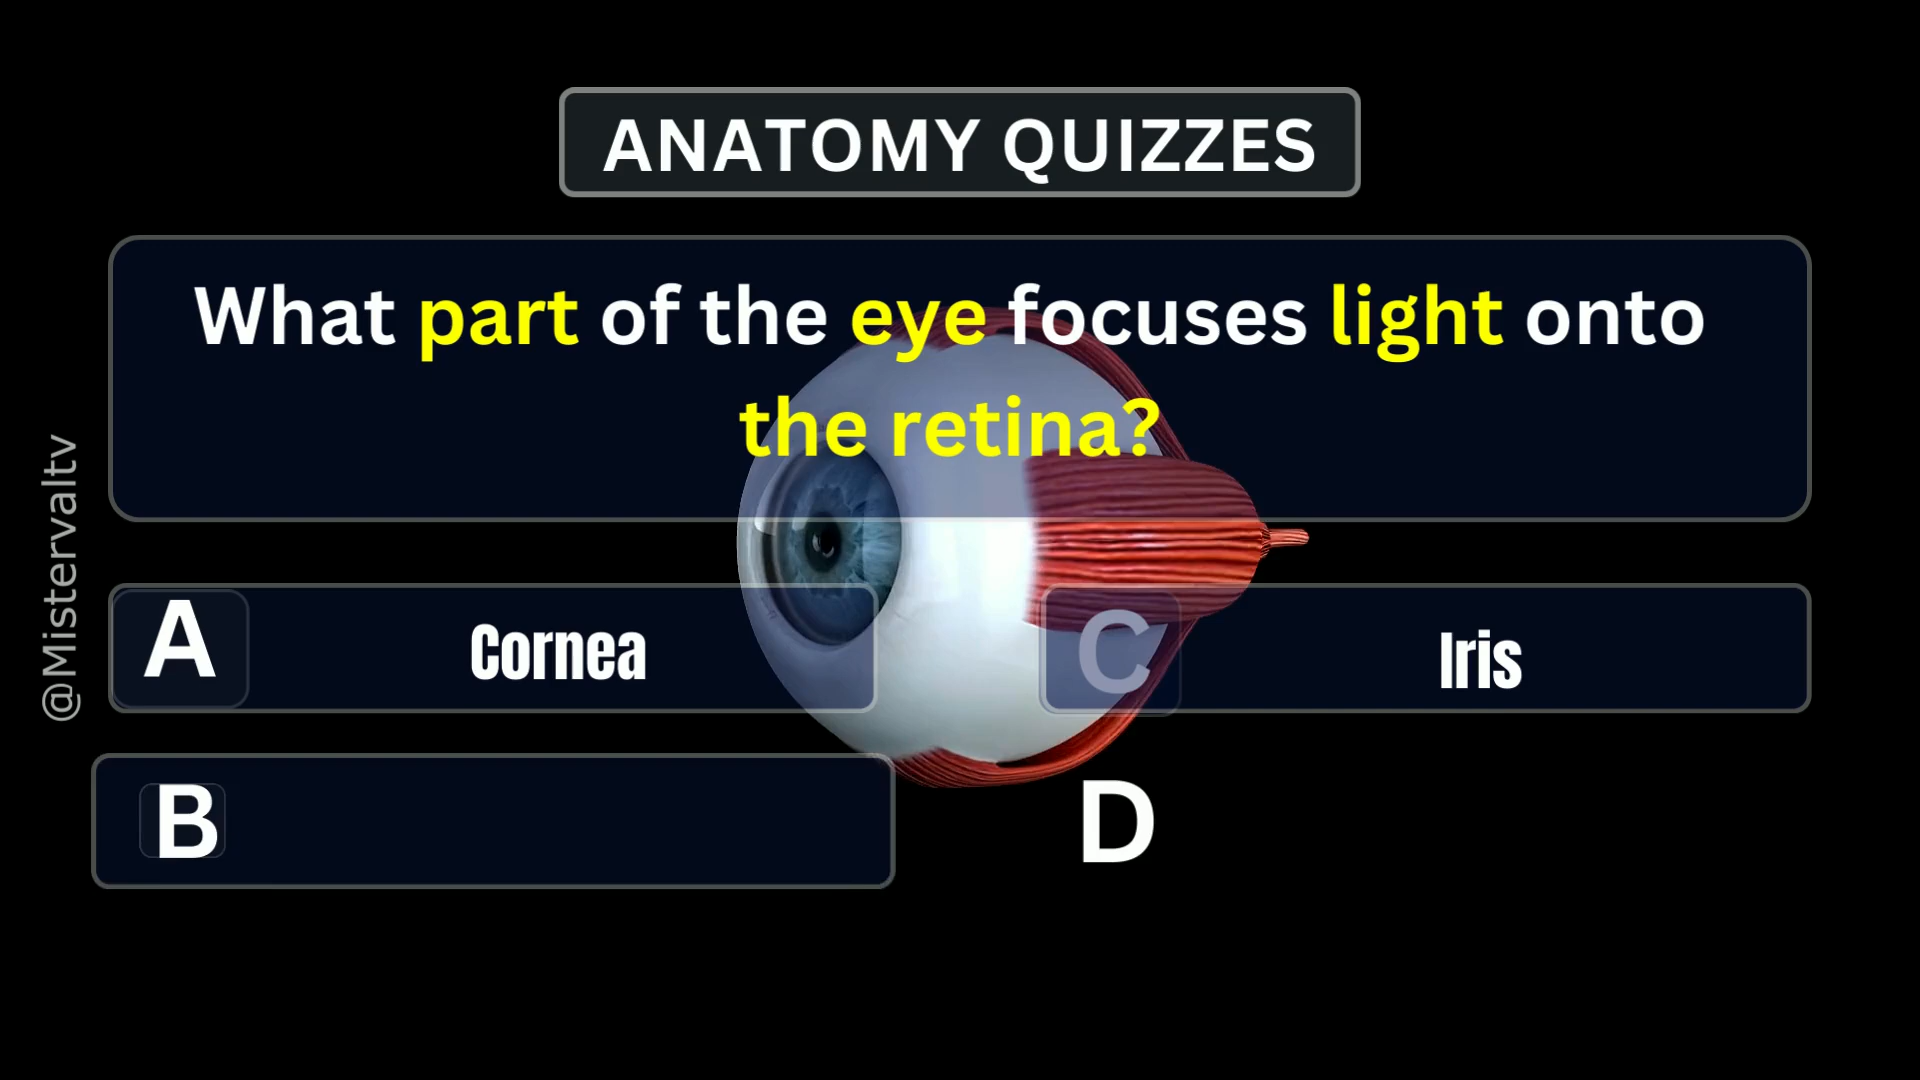 ANATOMY QUIZZES
What part of the eye focuses light onto
the retina?
@Mistervaltv
A
Cornea
C
Iris
B
D